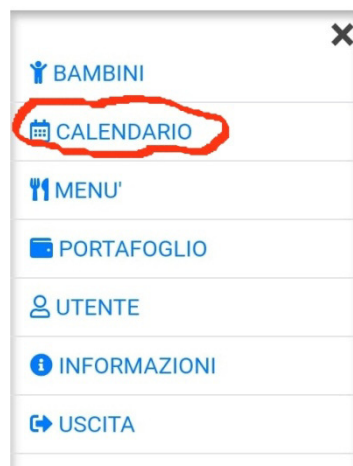 BAMBINI
CALENDARIO
MENU'
PORTAFOGLIO
UTENTE
INFORMAZIONI
USCITA